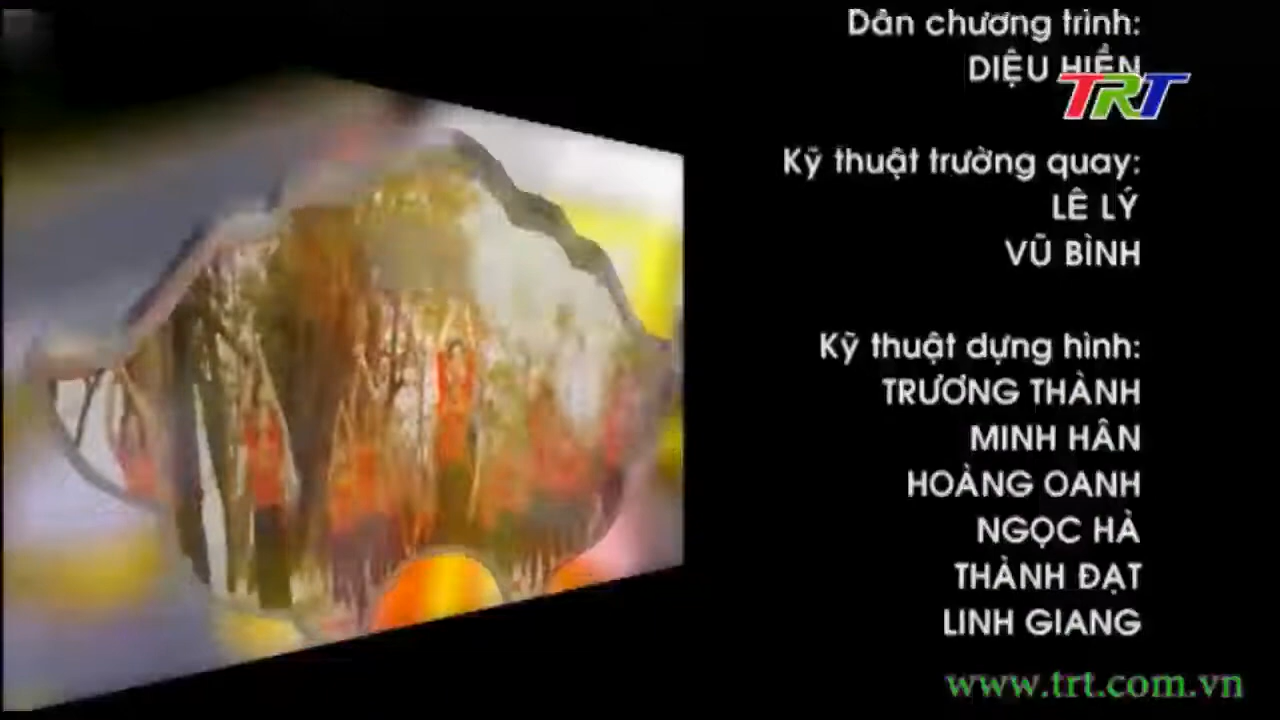 Dẫn chương trình:
DIỆU HIỀN
TRT
Kỹ thuật trường quay:
LÊ LÝ
VŨ BÌNH
Kỹ thuật dựng hình:
TRƯƠNG THÀNH
MINH HÂN
HOÀNG OANH
NGỌC HÀ
THÀNH ĐẠT
LINH GIANG
www.trt.com.vn